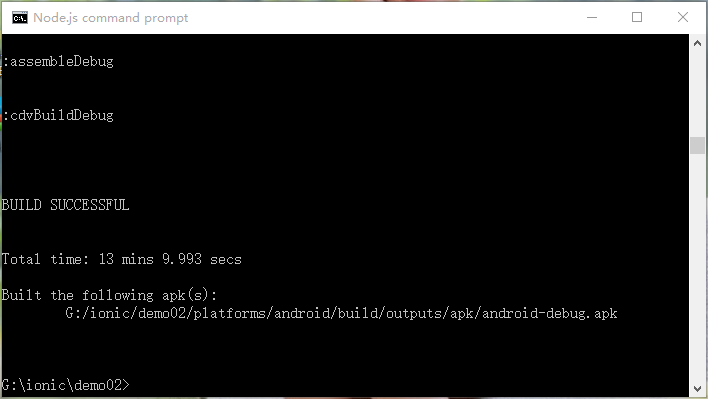 Node.js command prompt
:assembleDebug
:cdvBuildDebug
BUILD SUCCESSFUL
Total time: 13 mins 9.993 secs
Built the following apk(s):
G:/ionic/demo02/platforms/android/build/outputs/apk/android-debug.apk
G:\ionic\demo02>